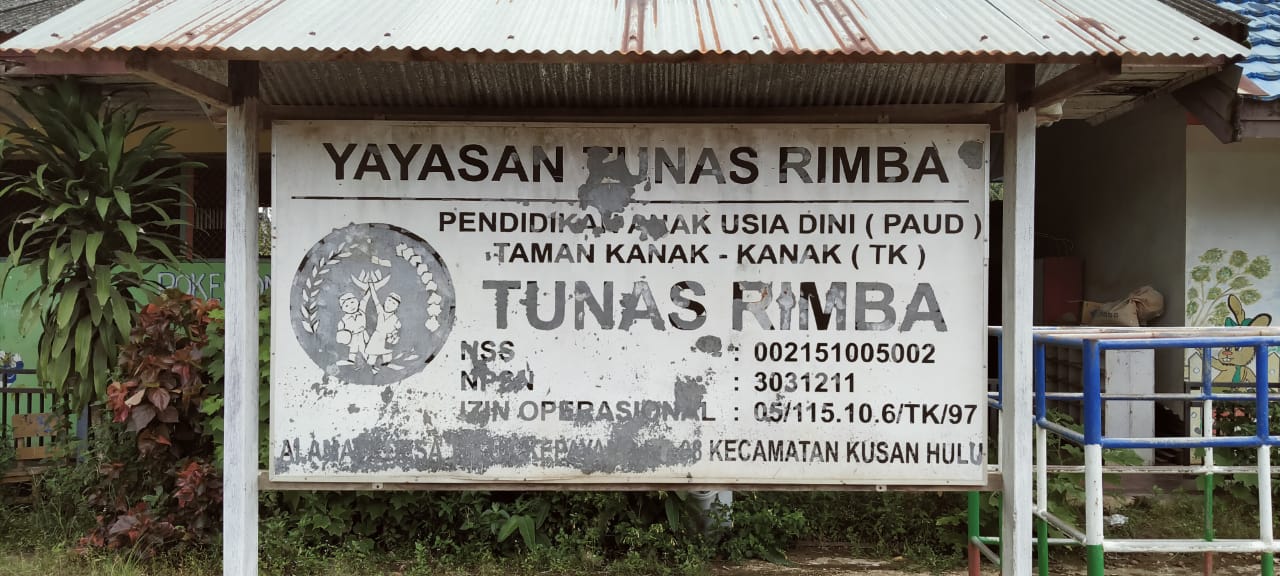 YAYASAN TUNAS RIMBA
PENDIDIKAN ANAK USIA DINI ( PAUD )
TAMAN KANAK - KANAK ( TK )
TUNAS RIMBA
NSS : 002151005002
NPSN : 3031211
IZIN OPERASIONAL : 05/115.10.6/TK/97
ALAMAT KECAMATAN KUSAN HULU